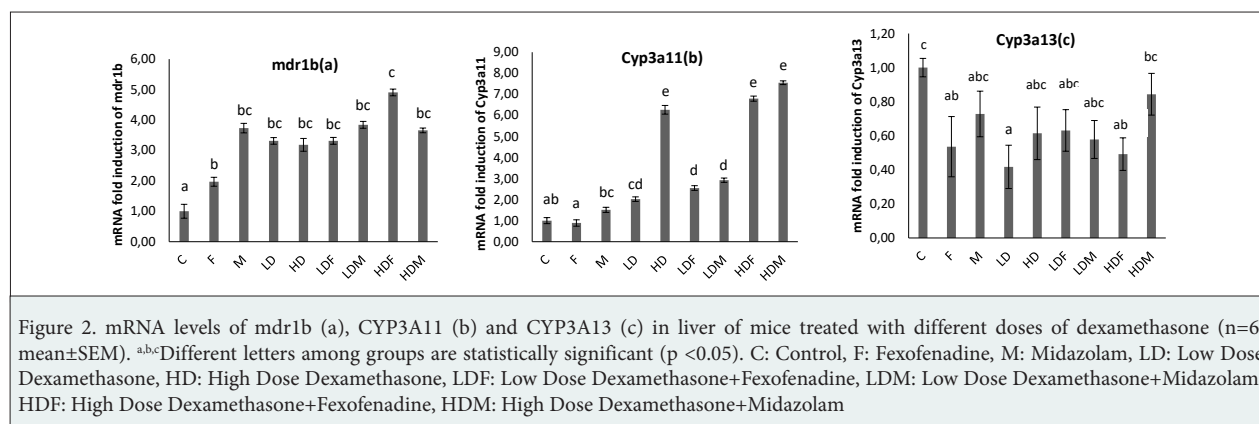 mdr1b(a)
mRNA fold induction of mdr1b
6,00
5,00
4,00
3,00
2,00
1,00
0,00
a
b
bc
bc
bc
bc
bc
c
bc
C
F
M
LD
HD
LDF
LDM
HDF
HDM
Cyp3a11(b)
mRNA fold induction of Cyp3a11
9,00
8,00
7,00
6,00
5,00
4,00
3,00
2,00
1,00
0,00
ab
a
bc
cd
e
d
d
e
e
C
F
M
LD
HD
LDF
LDM
HDF
HDM
Cyp3a13(c)
mRNA fold induction of Cyp3a13
1,20
1,00
0,80
0,60
0,40
0,20
0,00
c
ab
abc
a
abc
abc
abc
ab
bc
C
F
M
LD
HD
LDF
LDM
HDF
HDM
Figure 2. mRNA levels of mdr1b (a), CYP3A11 (b) and CYP3A13 (c) in liver of mice treated with different doses of dexamethasone (n=6
mean±SEM). a,b,cDifferent letters among groups are statistically significant (p <0.05). C: Control, F: Fexofenadine, M: Midazolam, LD: Low Dose
Dexamethasone, HD: High Dose Dexamethasone, LDF: Low Dose Dexamethasone+Fexofenadine, LDM: Low Dose Dexamethasone+Midazolam
HDF: High Dose Dexamethasone+Fexofenadine, HDM: High Dose Dexamethasone+Midazolam